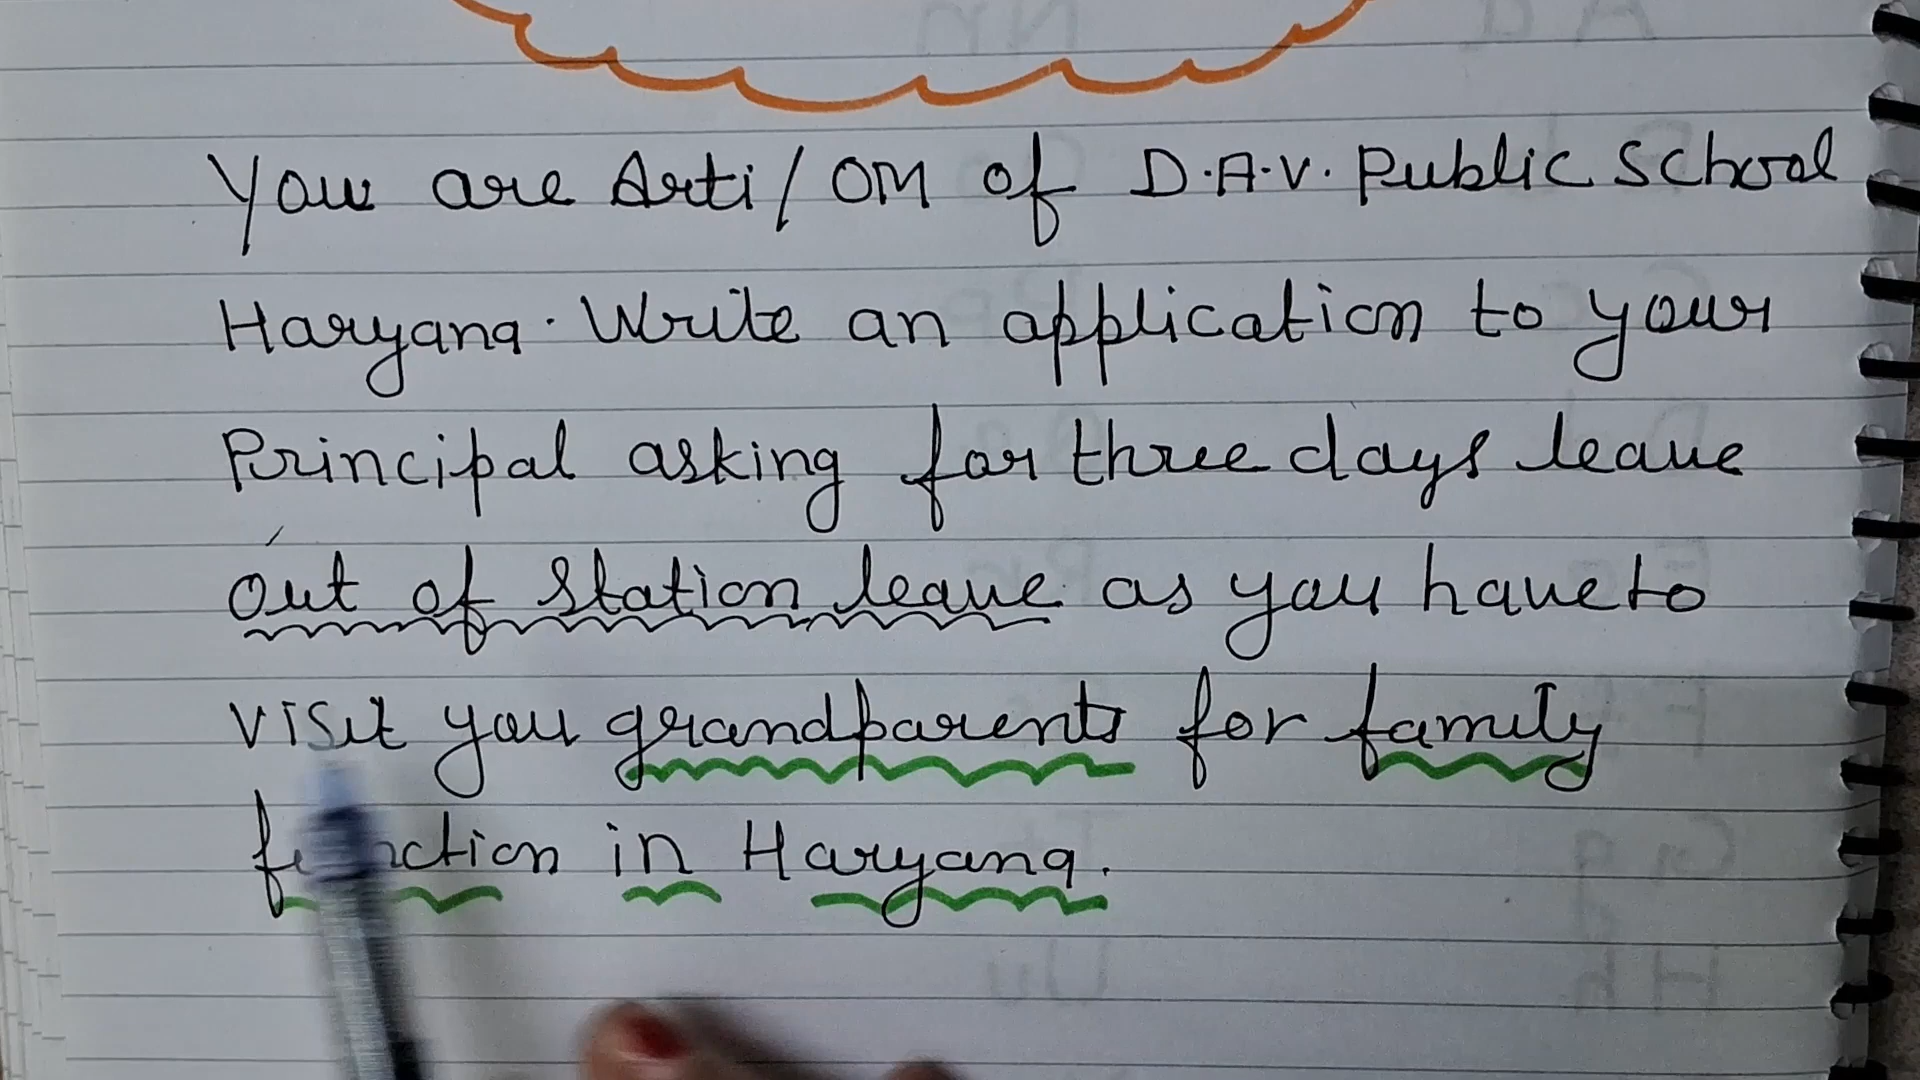 You are Arti / OM of D.A.V. Public School
Haryana. Write an application to your
Principal asking for three days leave
out of station leave as you have to
visit you grandparents for family
function in Haryana.